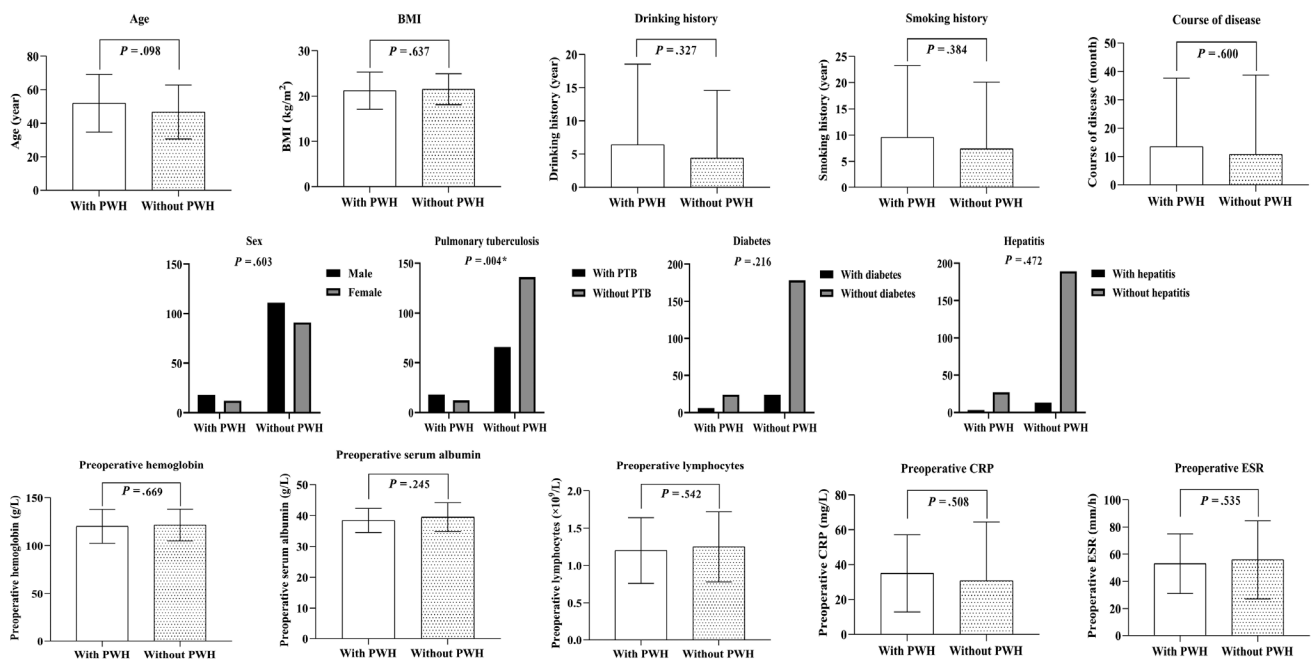 Age
P = .098
Age (year)
80
60
40
20
0
With PWH Without PWH
BMI
P = .637
BMI (kg/m²)
30
20
10
0
With PWH Without PWH
Drinking history
P = .327
Drinking history (year)
20
15
10
5
0
With PWH Without PWH
Smoking history
P = .384
Smoking history (year)
25
20
15
10
5
0
With PWH Without PWH
Course of disease
P = .600
Course of disease (month)
50
40
30
20
10
0
With PWH Without PWH
Sex
P = .603
150
100
50
0
With PWH Without PWH
Male
Female
Pulmonary tuberculosis
P = .004*
150
100
50
0
With PWH Without PWH
With PTB
Without PTB
Diabetes
P = .216
200
150
100
50
0
With PWH Without PWH
With diabetes
Without diabetes
Hepatitis
P = .472
200
150
100
50
0
With PWH Without PWH
With hepatitis
Without hepatitis
Preoperative hemoglobin
P = .669
Preoperative hemoglobin (g/L)
150
100
50
0
With PWH Without PWH
Preoperative serum albumin
P = .245
Preoperative serum albumin (g/L)
50
40
30
20
10
0
With PWH Without PWH
Preoperative lymphocytes
P = .542
Preoperative lymphocytes (×10⁹/L)
2.0
1.5
1.0
0.5
0.0
With PWH Without PWH
Preoperative CRP
P = .508
Preoperative CRP (mg/L)
80
60
40
20
0
With PWH Without PWH
Preoperative ESR
P = .535
Preoperative ESR (mm/h)
100
80
60
40
20
0
With PWH Without PWH